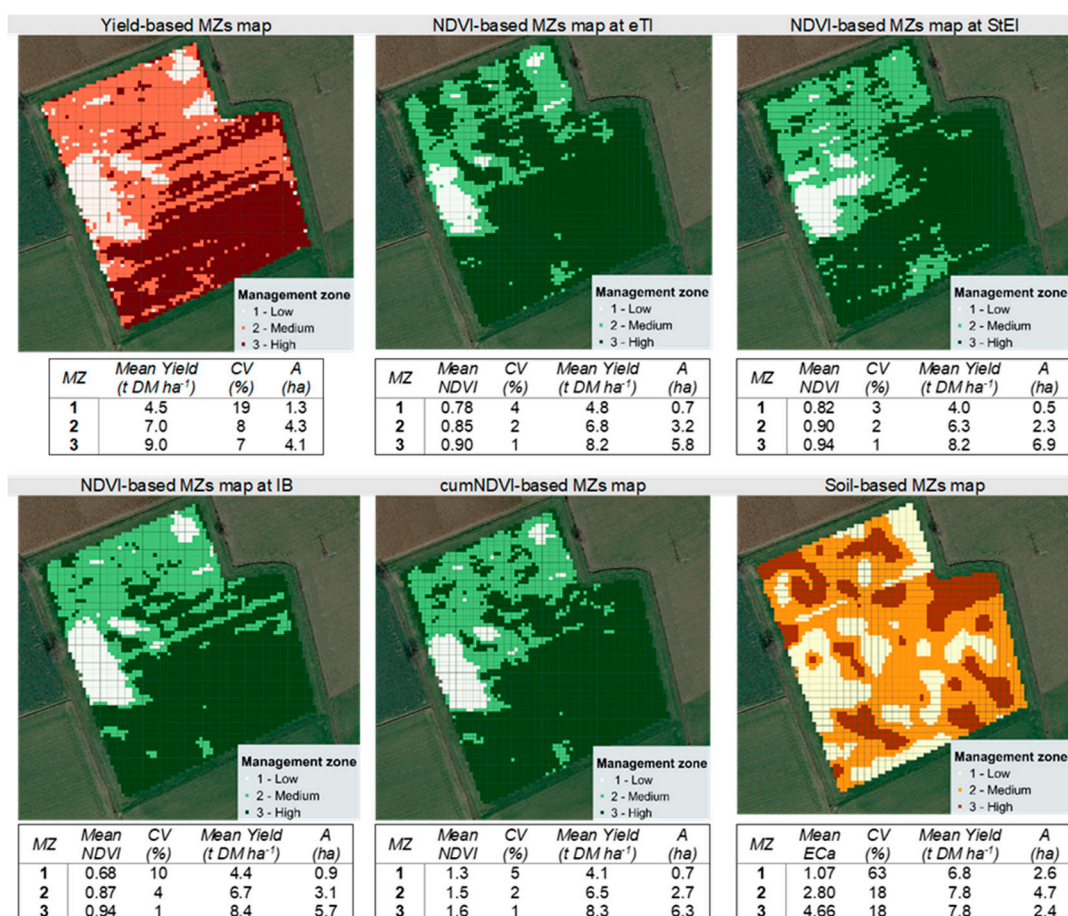 Yield-based MZs map
NDVI-based MZs map at eTI
NDVI-based MZs map at StEI
Management zone
1 - Low
2 - Medium
3 - High
Management zone
1 - Low
2 - Medium
3 - High
Management zone
1 - Low
2 - Medium
3 - High
MZ Mean Yield (t DM ha⁻¹) CV (%) A (ha)
1 4.5 19 1.3
2 7.0 8 4.3
3 9.0 7 4.1
MZ Mean NDVI CV (%) Mean Yield (t DM ha⁻¹) A (ha)
1 0.78 4 4.8 0.7
2 0.85 2 6.8 3.2
3 0.90 1 8.2 5.8
MZ Mean NDVI CV (%) Mean Yield (t DM ha⁻¹) A (ha)
1 0.82 3 4.0 0.5
2 0.90 2 6.3 2.3
3 0.94 1 8.2 6.9
NDVI-based MZs map at IB
cumNDVI-based MZs map
Soil-based MZs map
Management zone
1 - Low
2 - Medium
3 - High
Management zone
1 - Low
2 - Medium
3 - High
Management zone
1 - Low
2 - Medium
3 - High
MZ Mean NDVI CV (%) Mean Yield (t DM ha⁻¹) A (ha)
1 0.68 10 4.4 0.9
2 0.87 4 6.7 3.1
3 0.94 1 8.4 5.7
MZ Mean NDVI CV (%) Mean Yield (t DM ha⁻¹) A (ha)
1 1.3 5 4.1 0.7
2 1.5 2 6.5 2.7
3 1.6 1 8.3 6.3
MZ Mean ECa CV (%) Mean Yield (t DM ha⁻¹) A (ha)
1 1.07 63 6.8 2.6
2 2.80 18 7.8 4.7
3 4.66 18 7.8 2.4